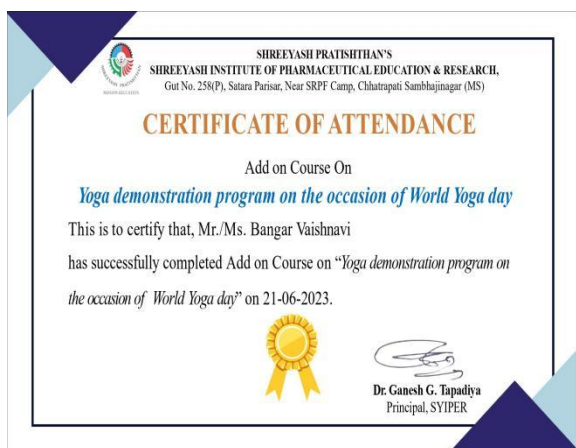 SHREEYASH PRATISHTHAN'S
SHREEYASH INSTITUTE OF PHARMACEUTICAL EDUCATION & RESEARCH,
Gut No. 258(P), Satara Parisar, Near SRPF Camp, Chhatrapati Sambhajinagar (MS)
CERTIFICATE OF ATTENDANCE
Add on Course On
Yoga demonstration program on the occasion of World Yoga day
This is to certify that, Mr./Ms. Bangar Vaishnavi
has successfully completed Add on Course on “Yoga demonstration program on
the occasion of World Yoga day” on 21-06-2023.
Dr. Ganesh G. Tapadiya
Principal, SYIPER